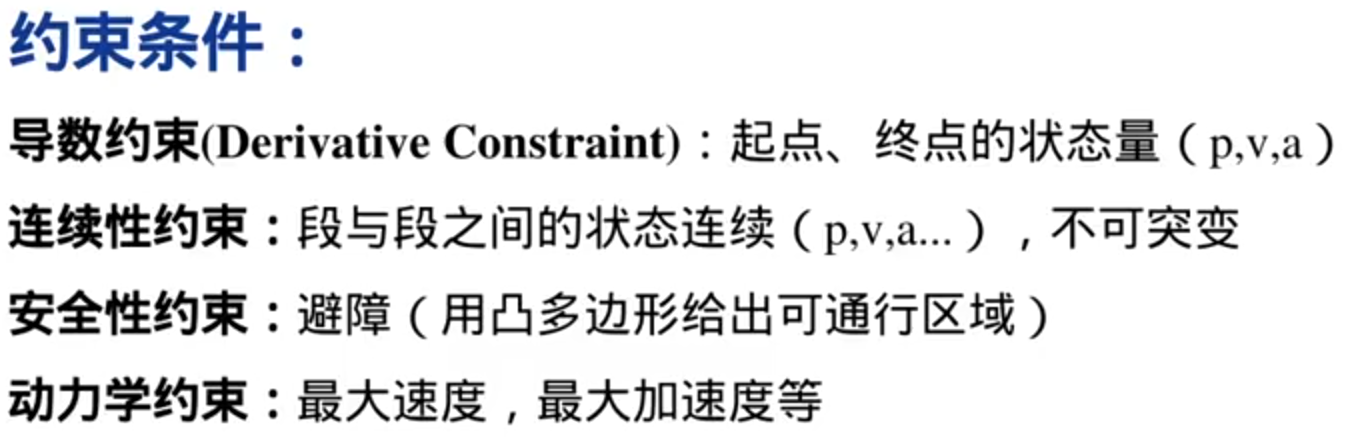 约束条件：
导数约束(Derivative Constraint)：起点、终点的状态量（p,v,a）
连续性约束：段与段之间的状态连续（p,v,a...），不可突变
安全性约束：避障（用凸多边形给出可通行区域）
动力学约束：最大速度，最大加速度等